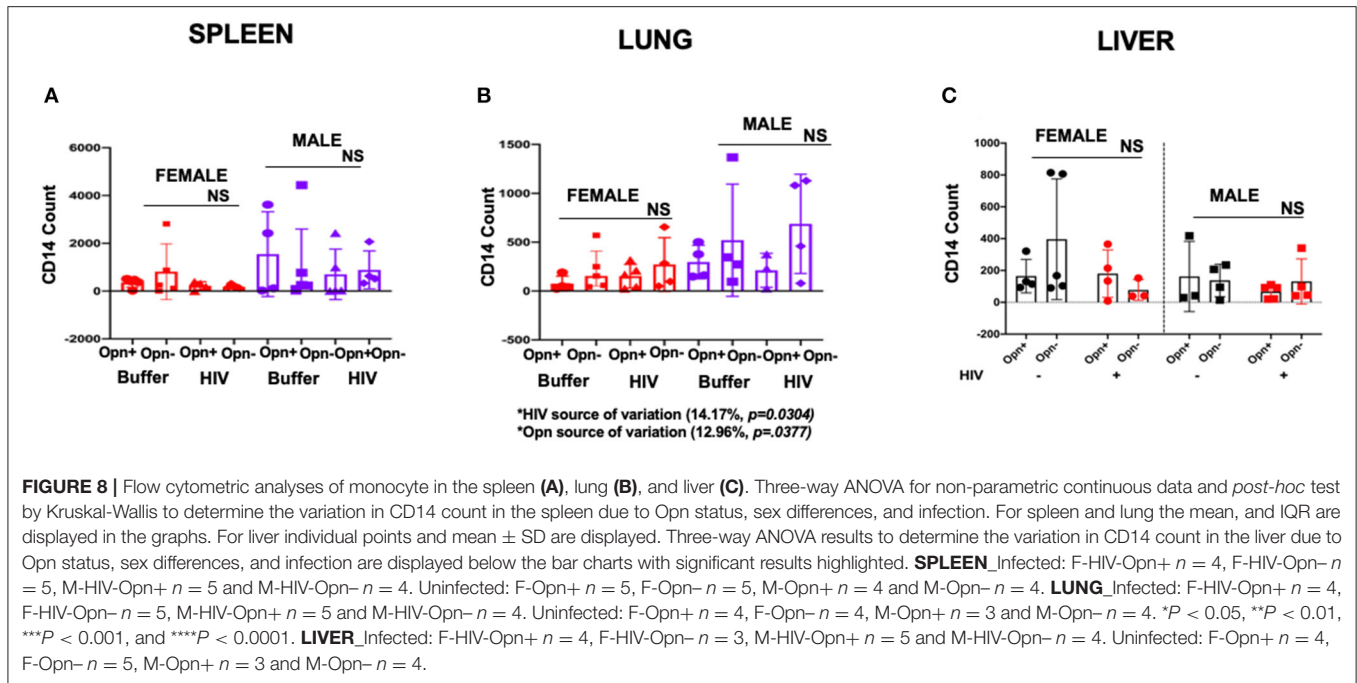 SPLEEN
LUNG
LIVER
A
B
C
CD14 Count
6000
4000
2000
0
-2000
FEMALE
NS
MALE
NS
Opn+ Opn- Opn+ Opn- Opn+ Opn- Opn+Opn-
Buffer HIV Buffer HIV
CD14 Count
1500
1000
500
0
-500
FEMALE
NS
MALE
NS
Opn+ Opn- Opn+ Opn- Opn+ Opn- Opn+ Opn-
Buffer HIV Buffer HIV
*HIV source of variation (14.17%, p=0.0304)
*Opn source of variation (12.96%, p=.0377)
CD14 Count
1000
800
600
400
200
0
-200
FEMALE
NS
MALE
NS
Opn+ Opn- Opn+ Opn- Opn+ Opn- Opn+ Opn-
HIV - + - +
FIGURE 8 | Flow cytometric analyses of monocyte in the spleen (A), lung (B), and liver (C). Three-way ANOVA for non-parametric continuous data and post-hoc test
by Kruskal-Wallis to determine the variation in CD14 count in the spleen due to Opn status, sex differences, and infection. For spleen and lung the mean, and IQR are
displayed in the graphs. For liver individual points and mean ± SD are displayed. Three-way ANOVA results to determine the variation in CD14 count in the liver due to
Opn status, sex differences, and infection are displayed below the bar charts with significant results highlighted. SPLEEN_Infected: F-HIV-Opn+ n = 4, F-HIV-Opn– n
= 5, M-HIV-Opn+ n = 5 and M-HIV-Opn– n = 4. Uninfected: F-Opn+ n = 5, F-Opn– n = 5, M-Opn+ n = 4 and M-Opn– n = 4. LUNG_Infected: F-HIV-Opn+ n = 4,
F-HIV-Opn– n = 5, M-HIV-Opn+ n = 5 and M-HIV-Opn– n = 4. Uninfected: F-Opn+ n = 4, F-Opn– n = 4, M-Opn+ n = 3 and M-Opn– n = 4. *P < 0.05, **P < 0.01,
***P < 0.001, and ****P < 0.0001. LIVER_Infected: F-HIV-Opn+ n = 4, F-HIV-Opn– n = 3, M-HIV-Opn+ n = 5 and M-HIV-Opn– n = 4. Uninfected: F-Opn+ n = 4,
F-Opn– n = 5, M-Opn+ n = 3 and M-Opn– n = 4.